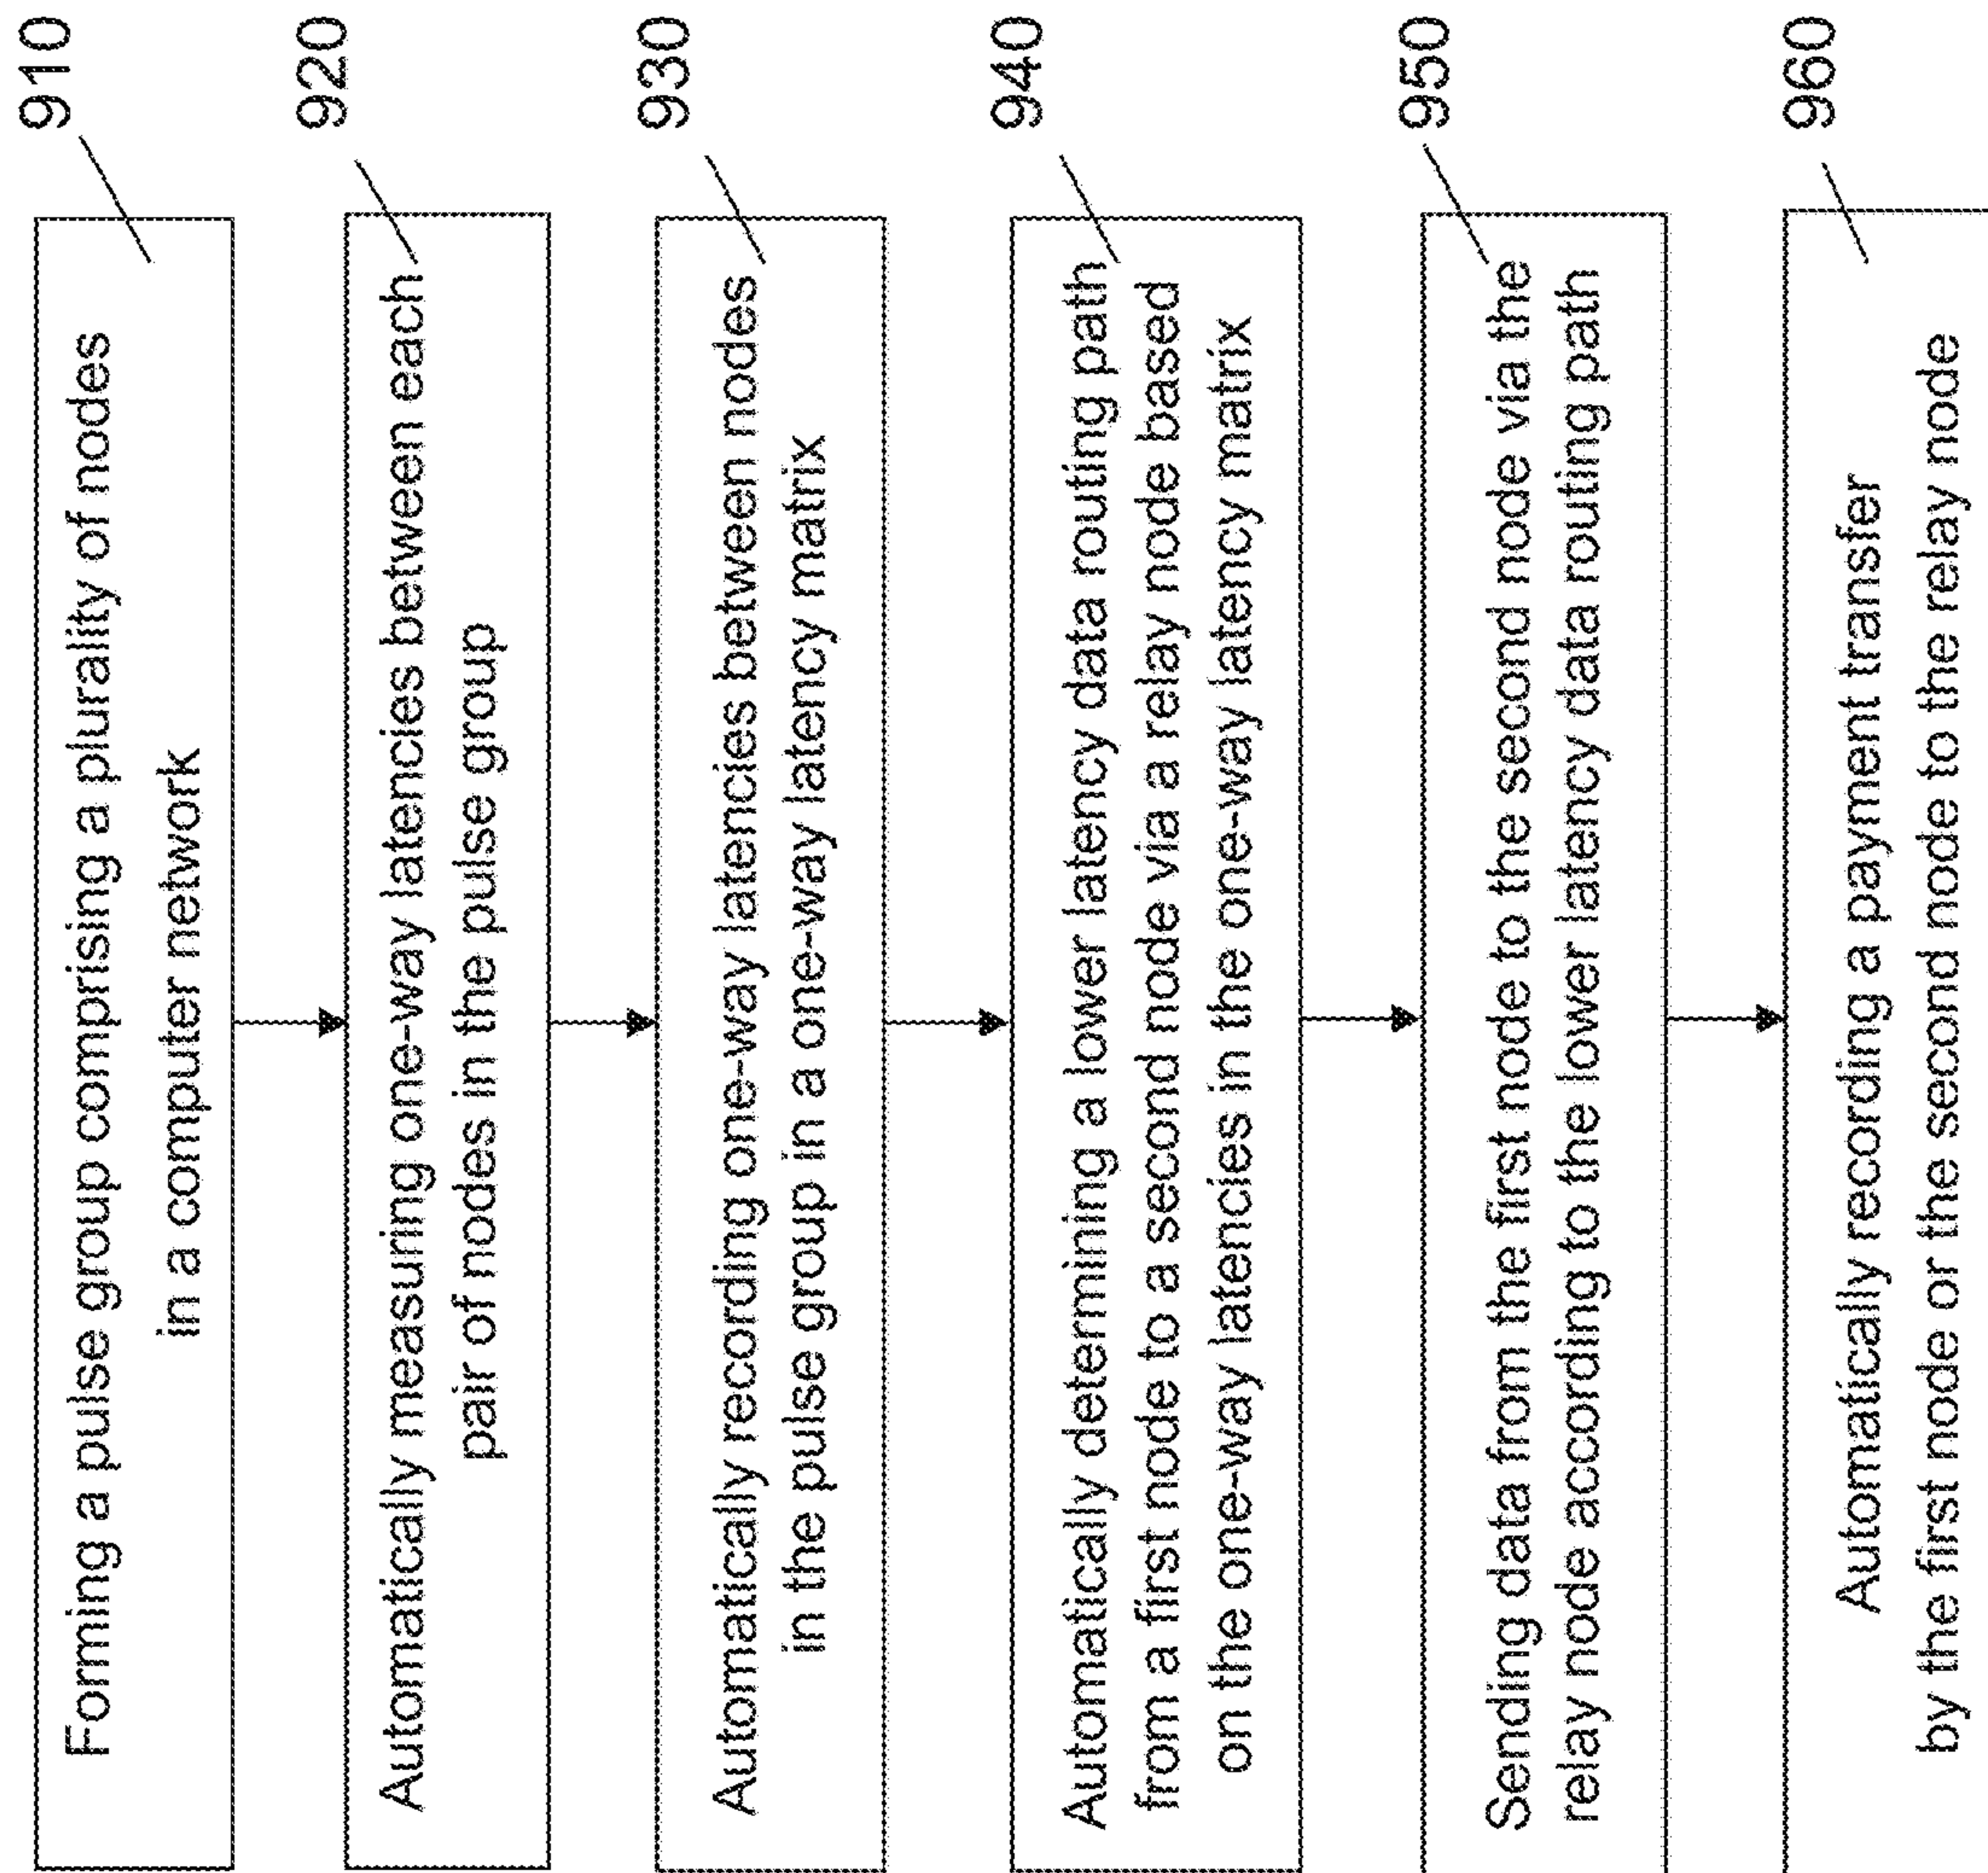 910
Forming a pulse group comprising a plurality of nodes
in a computer network
920
Automatically measuring one-way latencies between each
pair of nodes in the pulse group
930
Automatically recording one-way latencies between nodes
in the pulse group in a one-way latency matrix
940
Automatically determining a lower latency data routing path
from a first node to a second node via a relay node based
on the one-way latencies in the one-way latency matrix
950
Sending data from the first node to the second node via the
relay node according to the lower latency data routing path
960
Automatically recording a payment transfer
by the first node or the second node to the relay node